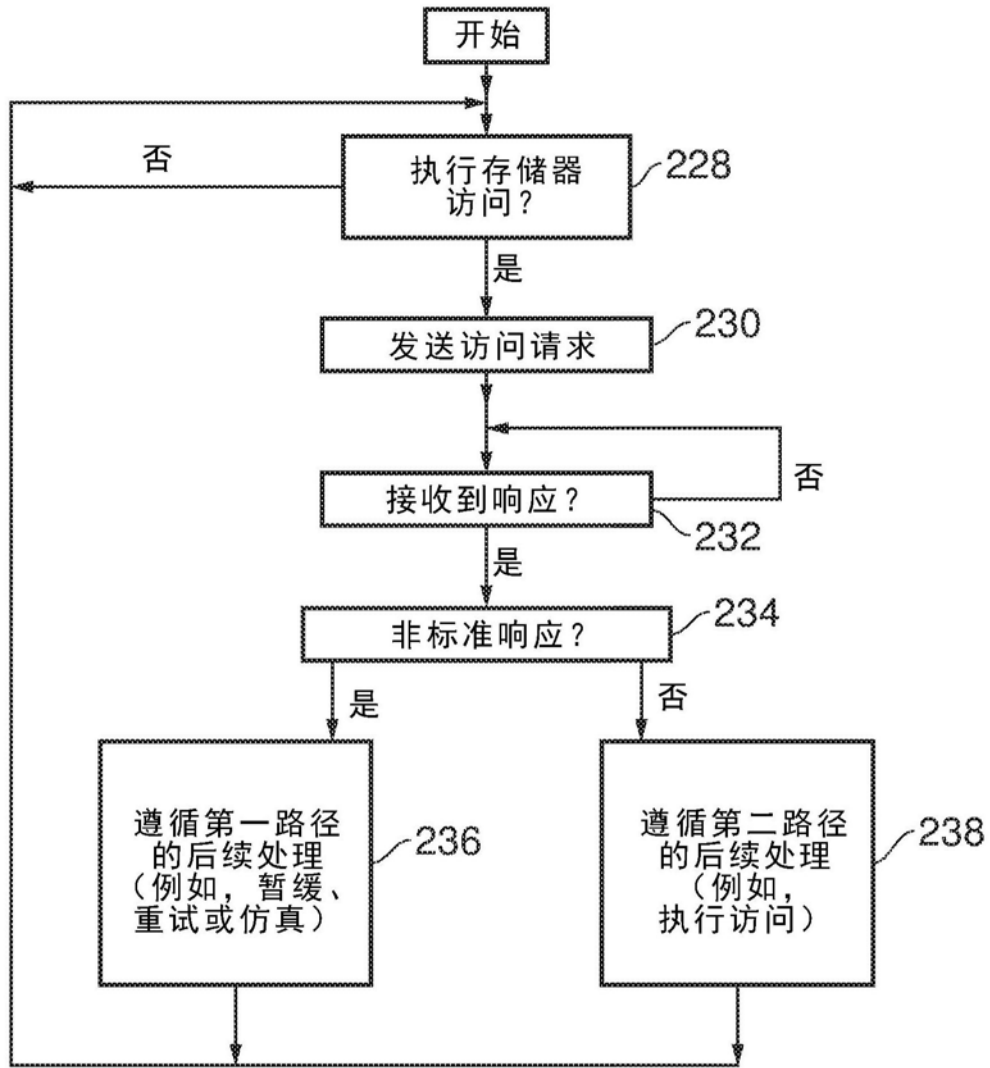 开始
否
执行存储器
访问?
228
是
发送访问请求
230
接收到响应?
否
232
是
非标准响应?
234
是
否
遵循第一路径
的后续处理
(例如,暂缓、
重试或仿真)
236
遵循第二路径
的后续处理
(例如,
执行访问)
238